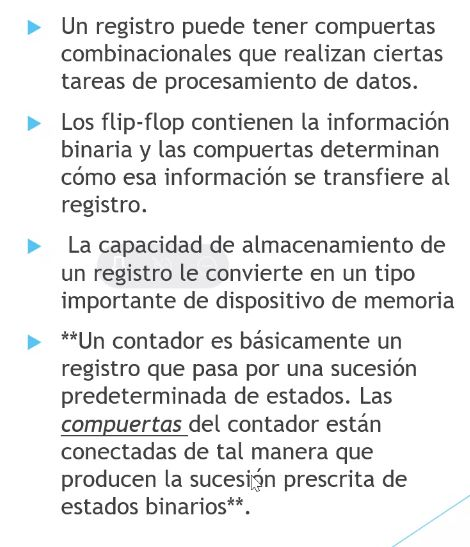 Un registro puede tener compuertas
combinacionales que realizan ciertas
tareas de procesamiento de datos.
Los flip-flop contienen la información
binaria y las compuertas determinan
cómo esa información se transfiere al
registro.
La capacidad de almacenamiento de
un registro le convierte en un tipo
importante de dispositivo de memoria
**Un contador es básicamente un
registro que pasa por una sucesión
predeterminada de estados. Las
compuertas del contador están
conectadas de tal manera que
producen la sucesión prescrita de
estados binarios**.